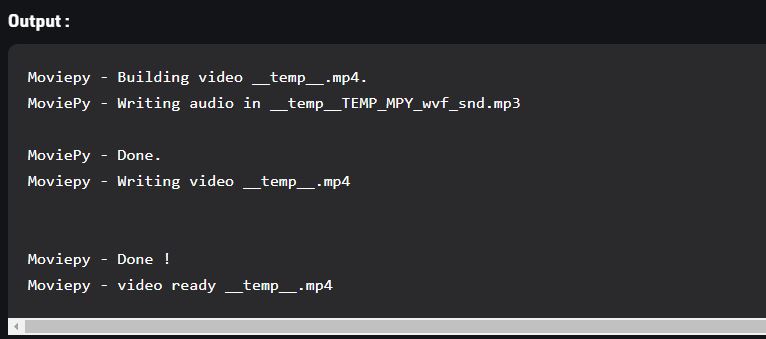 Output :
Moviepy - Building video __temp__.mp4.
MoviePy - Writing audio in __temp__TEMP_MPY_wvf_snd.mp3
MoviePy - Done.
Moviepy - Writing video __temp__.mp4
Moviepy - Done !
Moviepy - video ready __temp__.mp4